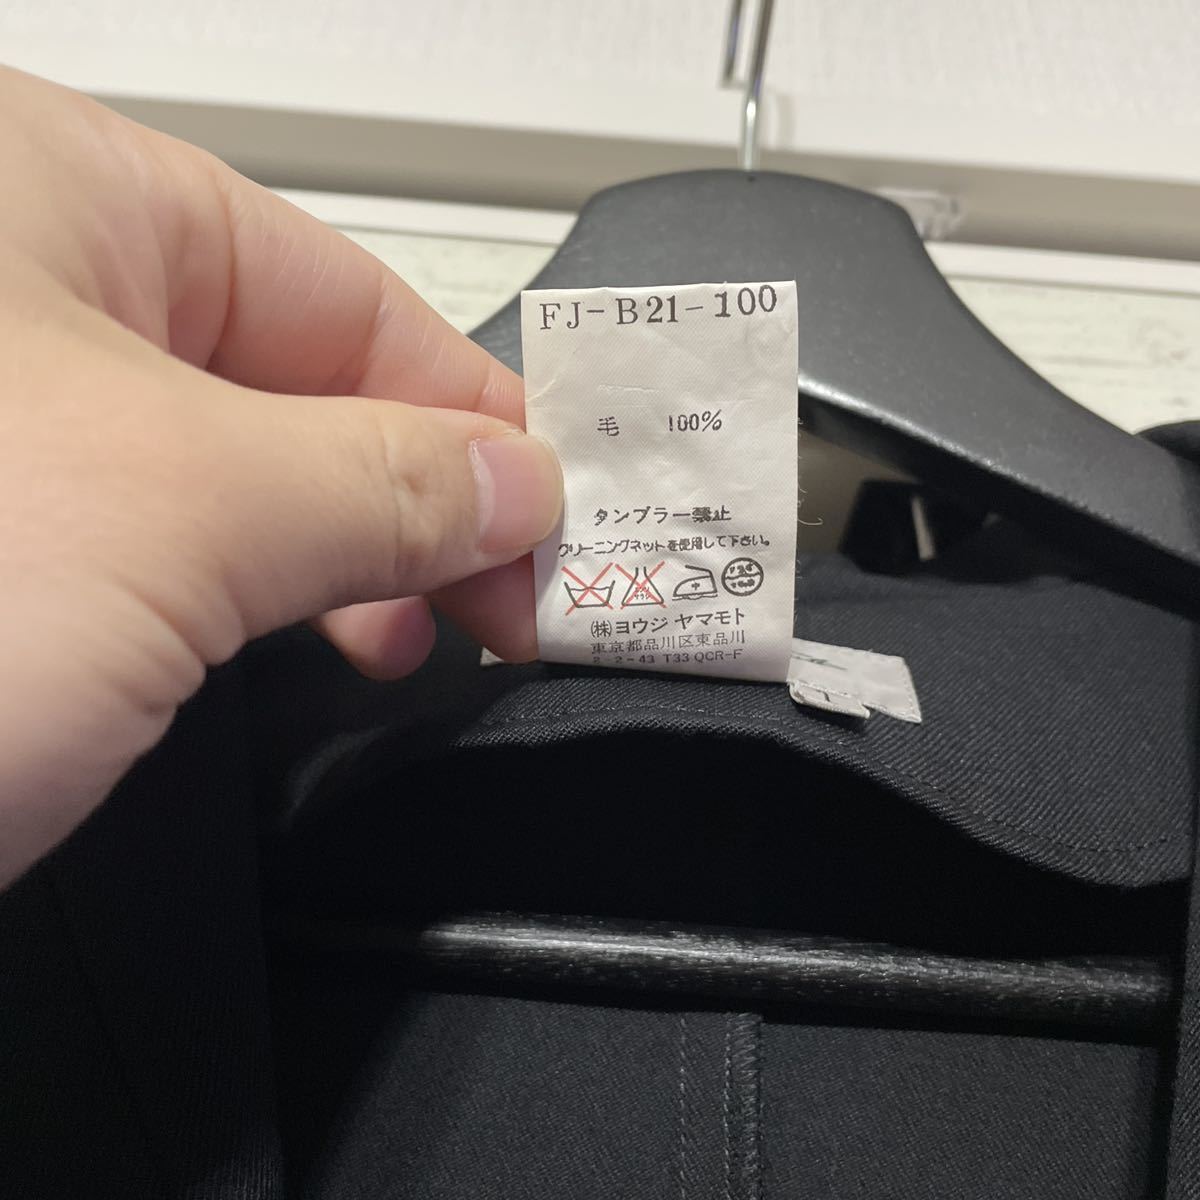 FJ-B21-100
毛 100%
タンブラー禁止
クリーニングネットを使用して下さい。
中
(株)ヨウジ ヤマモト
東京都品川区東品川
2-2-43 T33 QCR-F